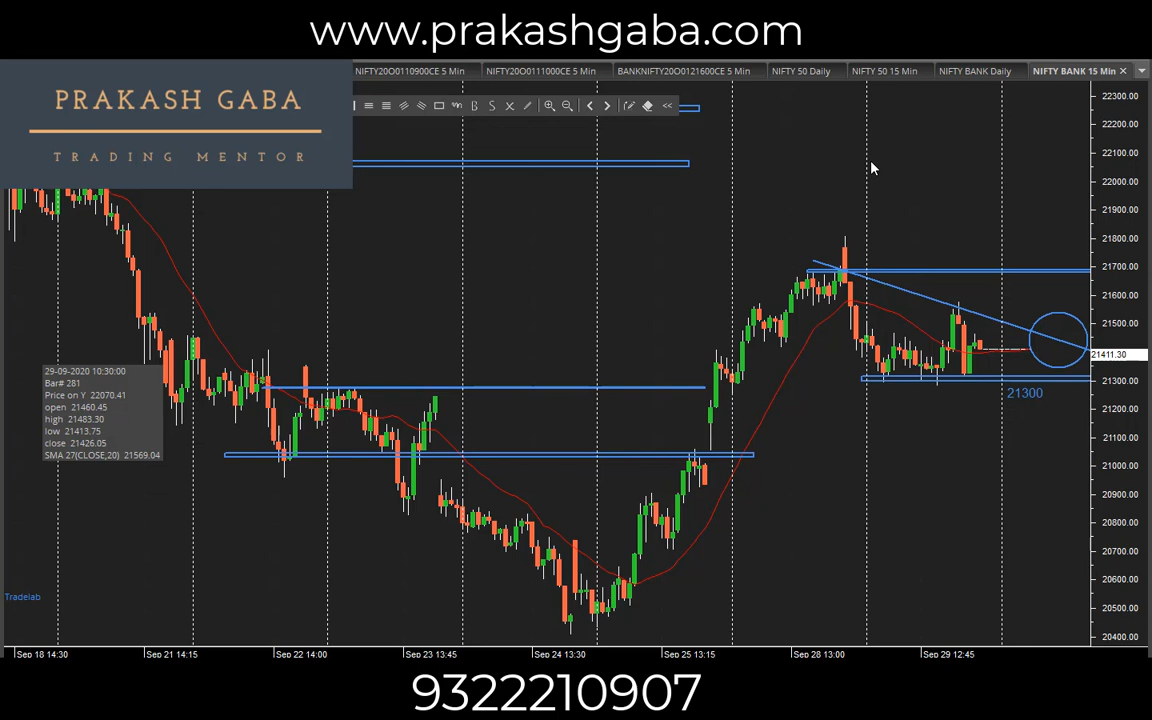 www.prakashgaba.com
NIFTY20O0110900CE 5 Min
NIFTY20O0111000CE 5 Min
BANKNIFTY20O0121600CE 5 Min
NIFTY 50 Daily
NIFTY 50 15 Min
NIFTY BANK Daily
NIFTY BANK 15 Min
PRAKASH GABA
TRADING MENTOR
22300.00
22200.00
22100.00
22000.00
21900.00
21800.00
21700.00
21600.00
21500.00
21411.30
21300.00
21300
21200.00
21100.00
21000.00
20900.00
20800.00
20700.00
20600.00
20500.00
20400.00
29-09-2020 10:30:00
Bar# 281
Price on Y 22070.41
open 21460.45
high 21483.30
low 21413.75
close 21426.05
SMA 27(CLOSE,20) 21569.04
Tradelab
Sep 18 14:30
Sep 21 14:15
Sep 22 14:00
Sep 23 13:45
Sep 24 13:30
Sep 25 13:15
Sep 28 13:00
Sep 29 12:45
9322210907